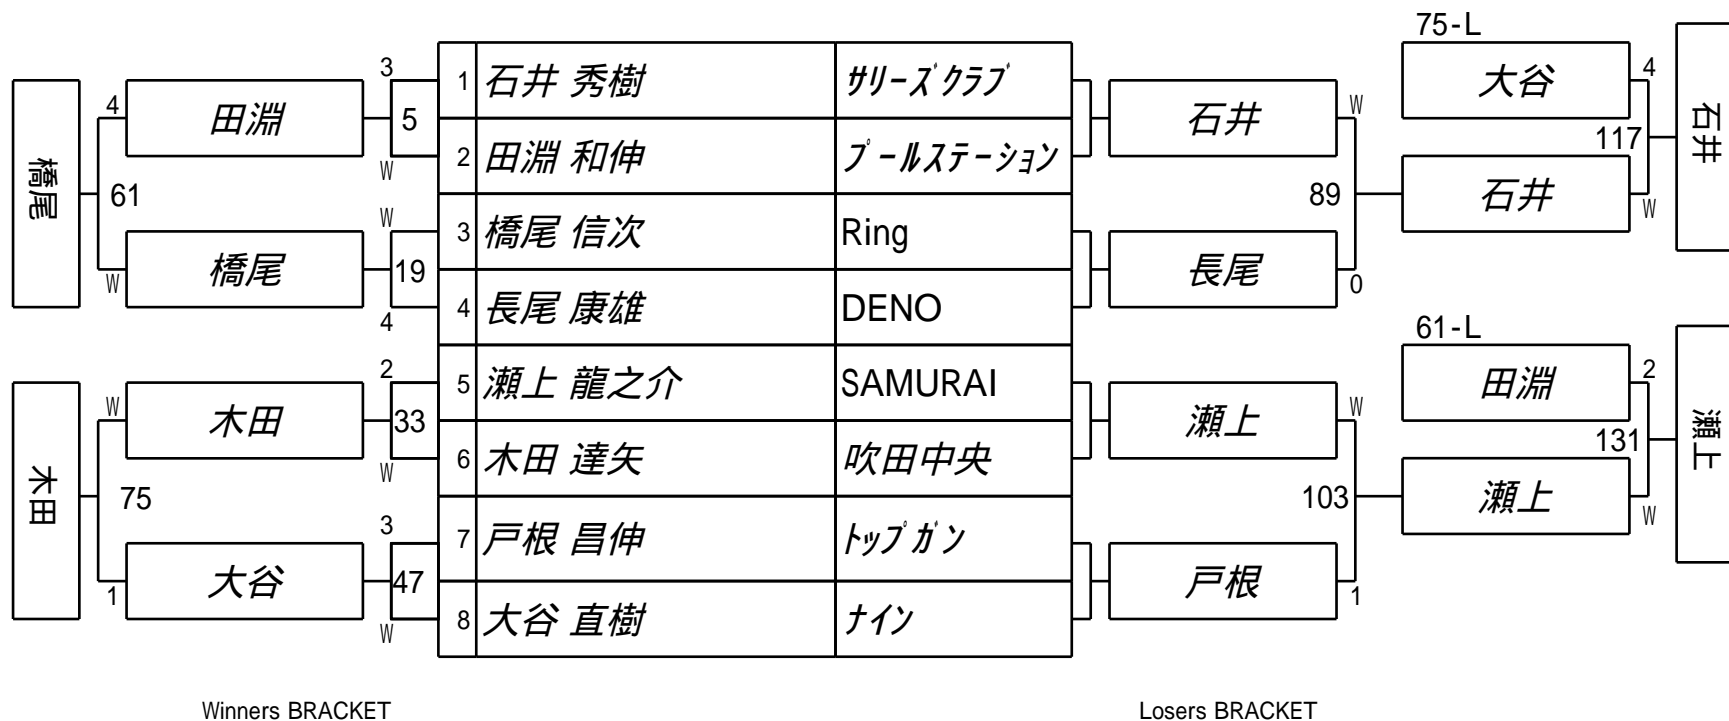 橋尾
61
4
田淵
W
橋尾
3
5
W
W
19
4
木田
75
W
木田
1
大谷
2
33
W
3
47
W
1 石井 秀樹 サリーズクラブ
2 田淵 和伸 プールステーション
3 橋尾 信次 Ring
4 長尾 康雄 DENO
5 瀬上 龍之介 SAMURAI
6 木田 達矢 吹田中央
7 戸根 昌伸 トップガン
8 大谷 直樹 ナイン
石井
W
89
長尾
0
瀬上
W
103
戸根
1
75-L
大谷
4
117
石井
W
石井
61-L
田淵
2
131
瀬上
W
瀬上
Winners BRACKET
Losers BRACKET